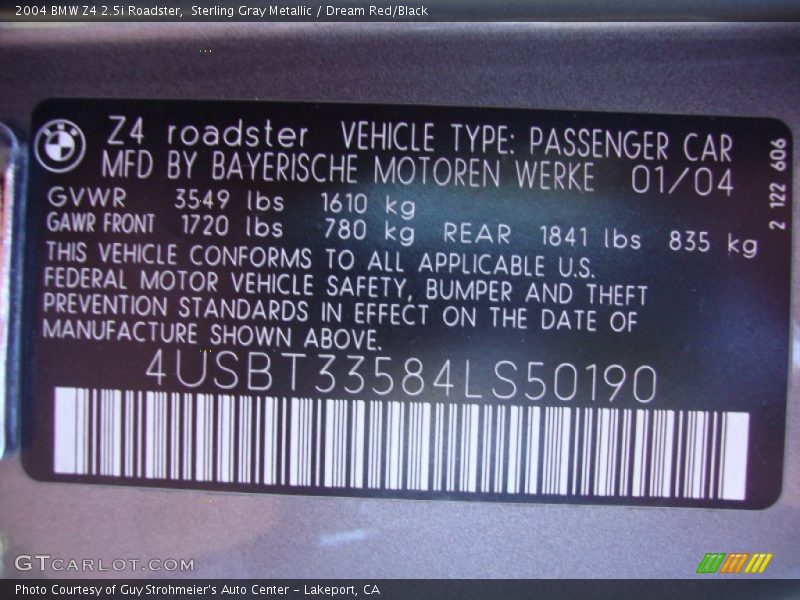 2004 BMW Z4 2.5i Roadster,  Sterling Gray Metallic / Dream Red/Black
BMW
Z4 roadster VEHICLE TYPE: PASSENGER CAR
MFD BY BAYERISCHE MOTOREN WERKE 01/04
GVWR 3549 lbs 1610 kg
GAWR FRONT 1720 lbs 780 kg REAR 1841 lbs 835 kg
THIS VEHICLE CONFORMS TO ALL APPLICABLE U.S.
FEDERAL MOTOR VEHICLE SAFETY, BUMPER AND THEFT
PREVENTION STANDARDS IN EFFECT ON THE DATE OF
MANUFACTURE SHOWN ABOVE.
4USBT33584LS50190
2 122 606
GTCARLOT.COM
Photo Courtesy of Guy Strohmeier's Auto Center - Lakeport, CA